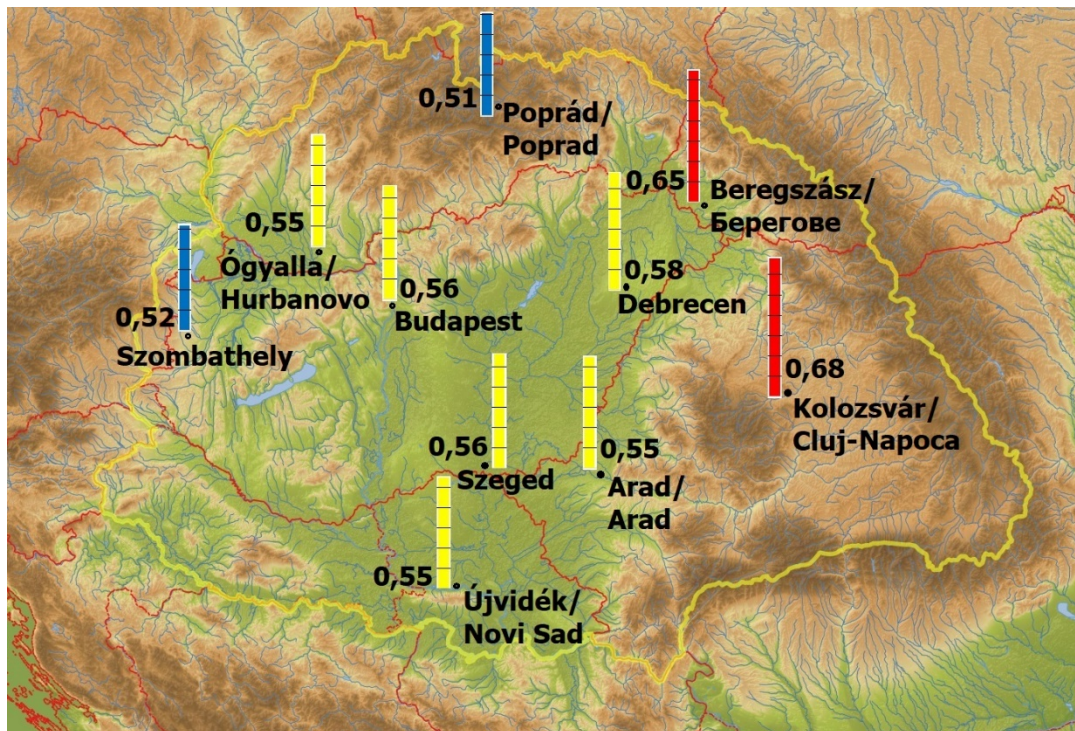 0,51
Poprád/
Poprad
0,65
Beregszász/
Берегове
0,55
Ógyalla/
Hurbanovo
0,56
Budapest
0,58
Debrecen
0,52
Szombathely
0,68
Kolozsvár/
Cluj-Napoca
0,56
Szeged
0,55
Arad/
Arad
0,55
Újvidék/
Novi Sad